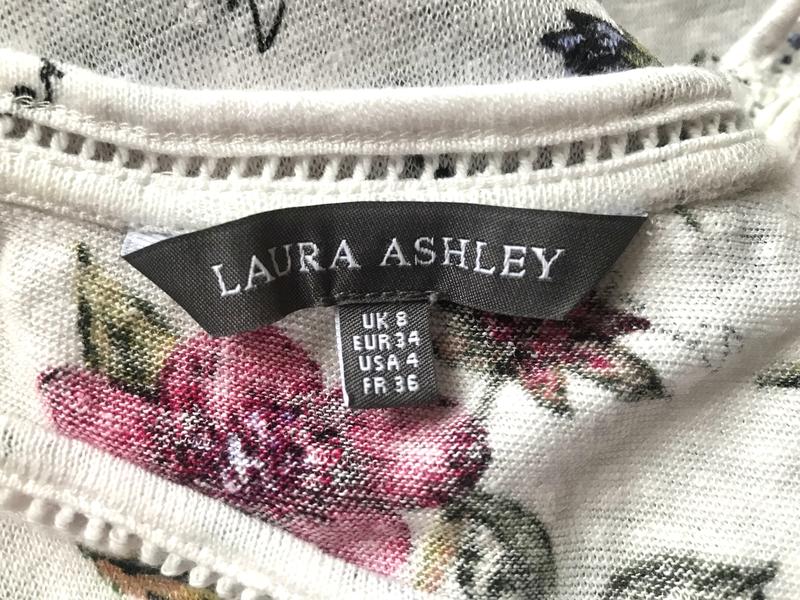 LAURA ASHLEY
UK 8
EUR 34
USA 4
FR 36